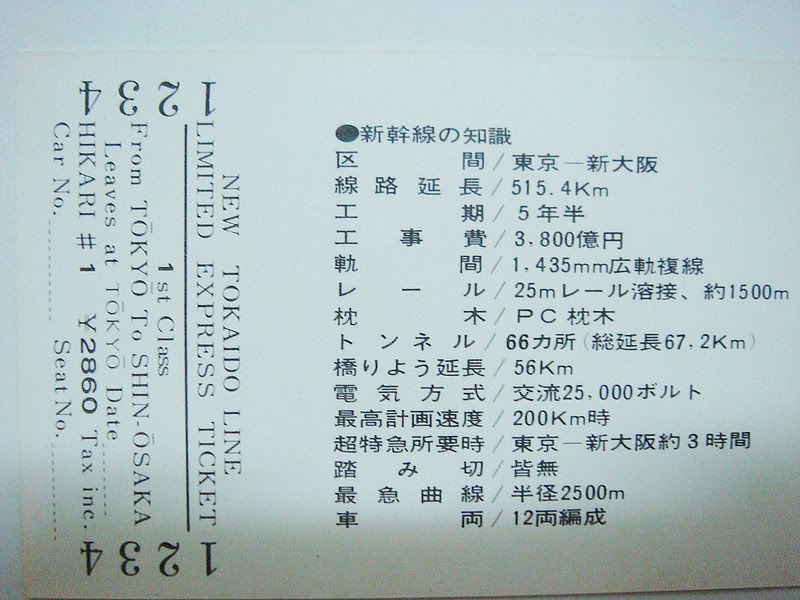 ●新幹線の知識
区間/東京—新大阪
線路延長/515.4Km
工期/5年半
工事費/3,800億円
軌間/1,435mm広軌複線
レール/25mレール溶接、約1500m
枕木/PC枕木
トンネル/66カ所(総延長67,2Km)
橋りよう延長/56Km
電気方式/交流25,000ボルト
最高計画速度/200Km時
超特急所要時/東京—新大阪約3時間
踏み切/皆無
最急曲線/半径2500m
車両/12両編成
NEW TOKAIDO LINE
1 LIMITED EXPRESS TICKET 1
2 1st Class 2
3 From TŌKYŌ To SHIN-ŌSAKA 3
Leaves at TŌKYŌ Date
4 HIKARI #1 ¥2860 Tax inc. 4
Car No. Seat No.